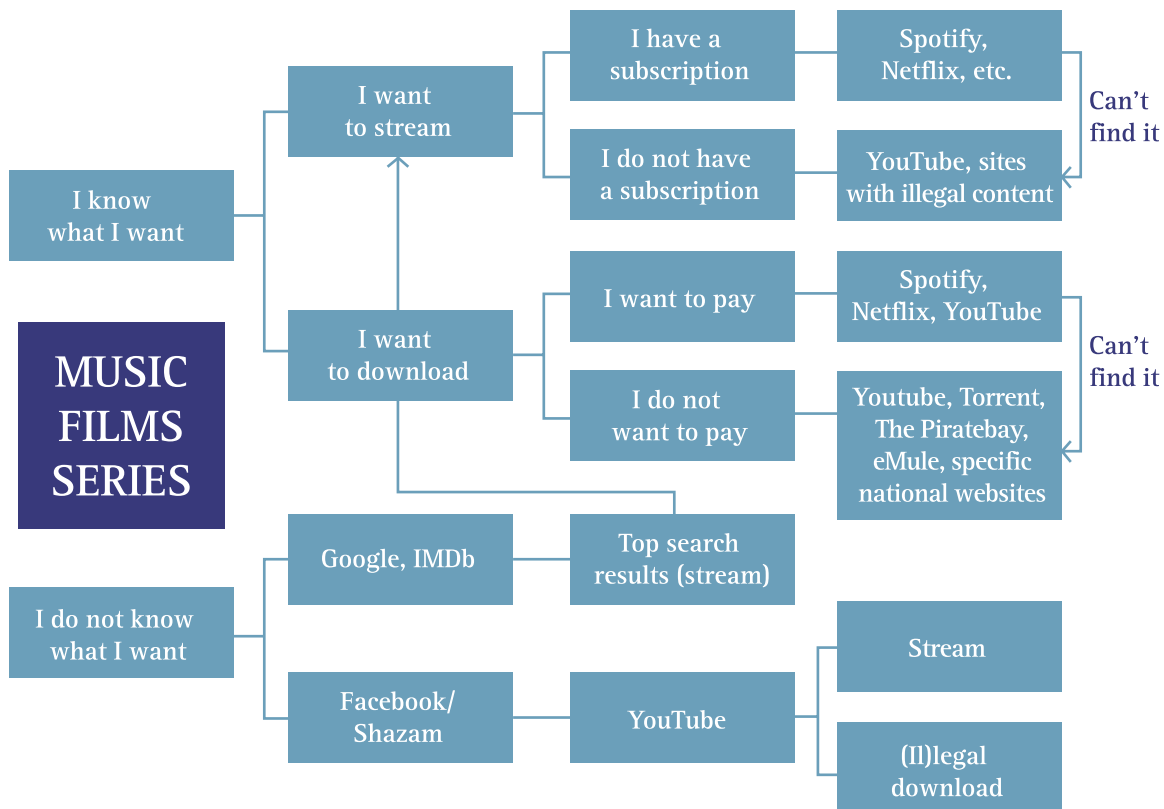 I know
what I want
I want
to stream
I have a
subscription
Spotify,
Netflix, etc.
Can't
find it
I do not have
a subscription
YouTube, sites
with illegal content
I want
to download
I want to pay
Spotify,
Netflix, YouTube
Can't
find it
I do not
want to pay
Youtube, Torrent,
The Piratebay,
eMule, specific
national websites
MUSIC
FILMS
SERIES
I do not know
what I want
Google, IMDb
Top search
results (stream)
Facebook/
Shazam
YouTube
Stream
(Il)legal
download